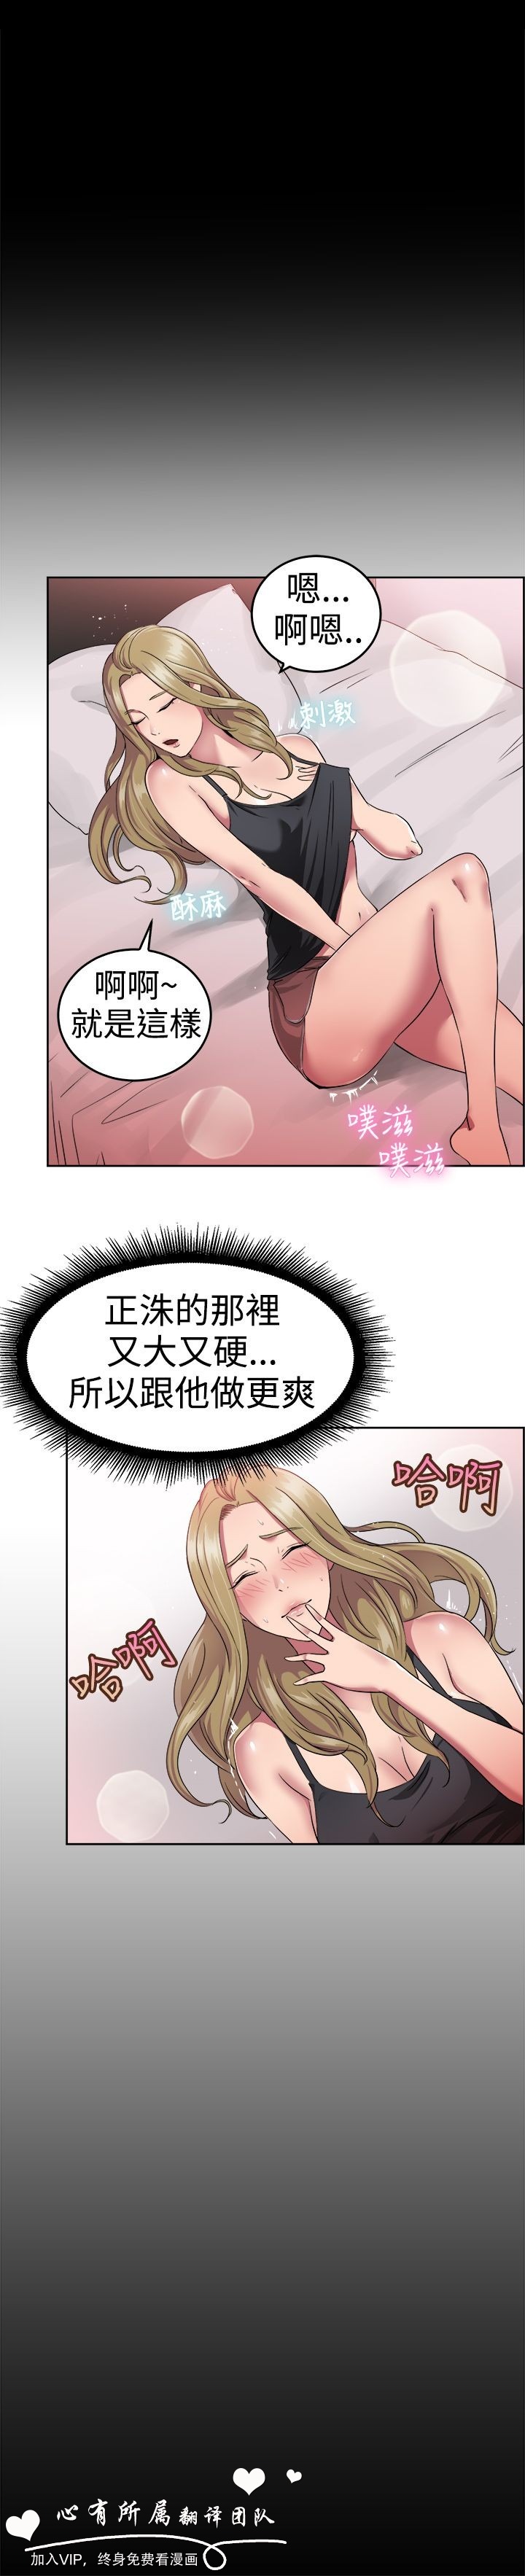 嗯...
啊嗯..
刺激
酥麻
啊啊~
就是這樣
噗滋
噗滋
正洙的那裡
又大又硬...
所以跟他做更爽
哈啊
哈啊
心有所属翻译团队
加入VIP，终身免费看漫画